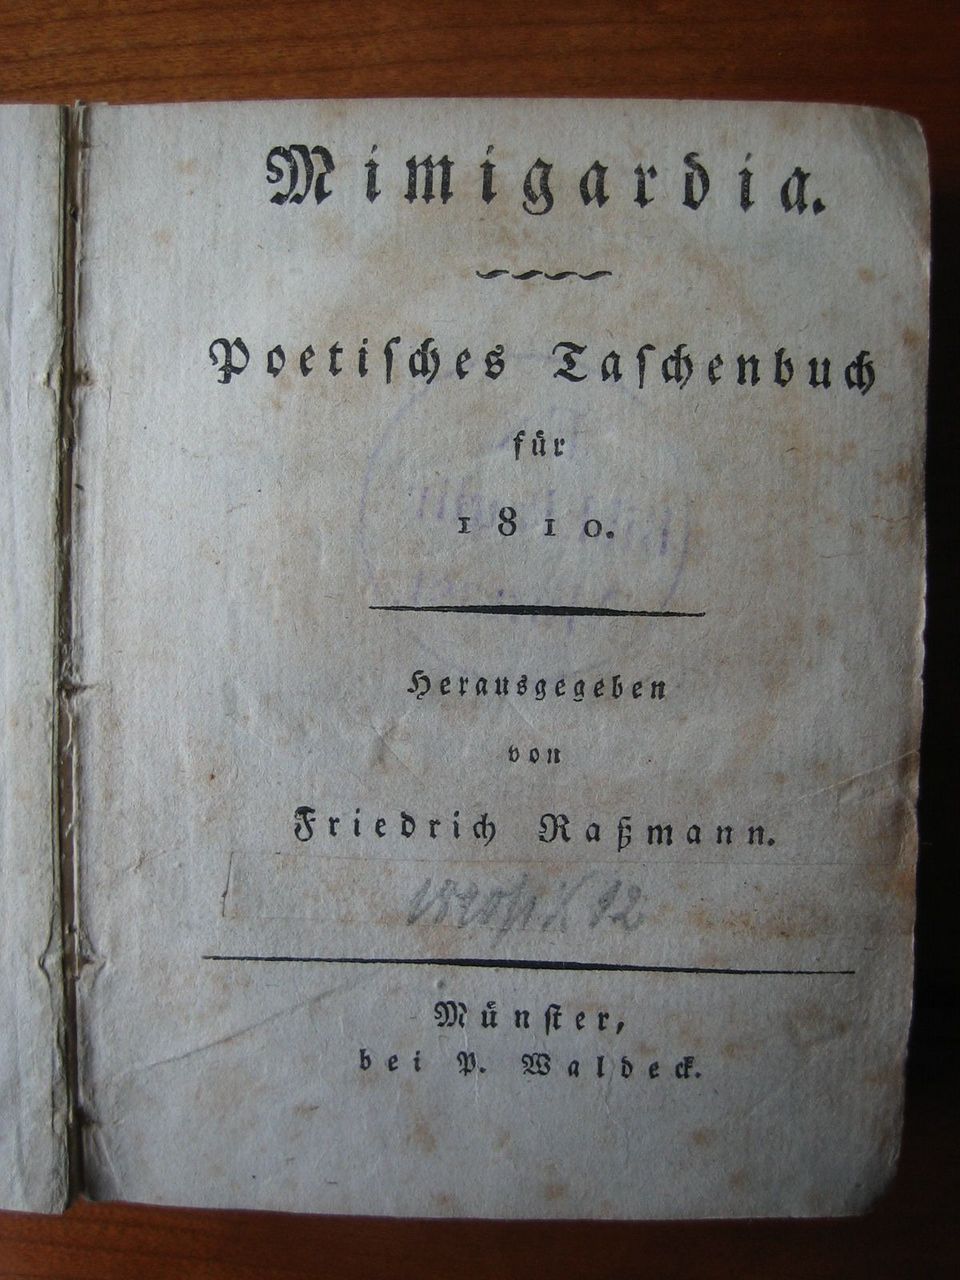 Mimigardia.
Poetisches Taschenbuch
für
1810.
Herausgegeben
von
Friedrich Raßmann.
Münster,
bei P. Waldeck.